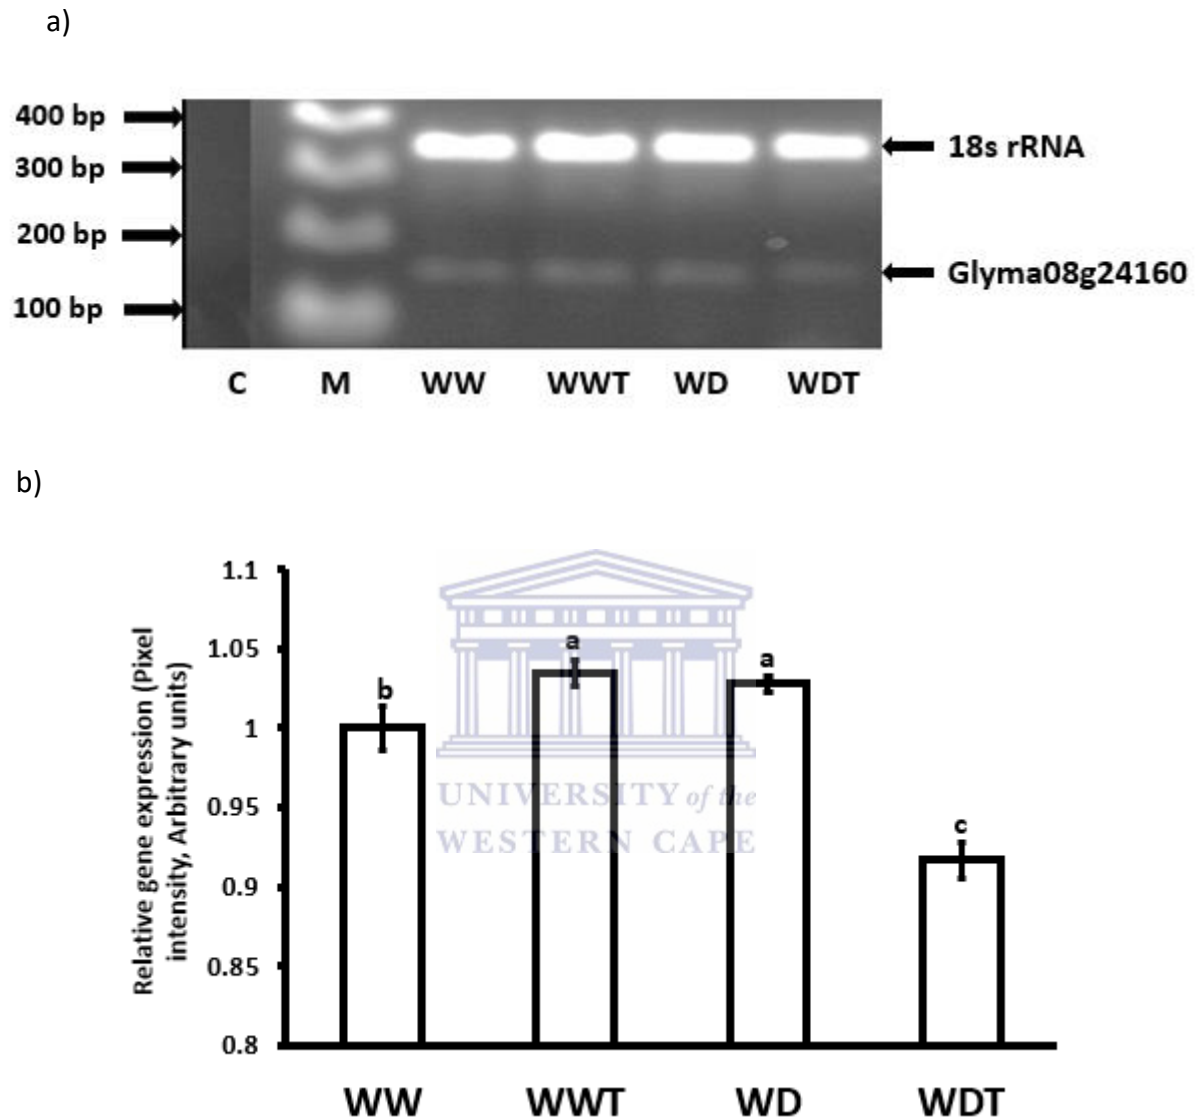 a)
400 bp
300 bp
200 bp
100 bp
18s rRNA
Glyma08g24160
C M WW WWT WD WDT
b)
Relative gene expression (Pixel
intensity, Arbitrary units)
1.1
1.05
1
0.95
0.9
0.85
0.8
b
a
a
c
UNIVERSITY of the
WESTERN CAPE
WW WWT WD WDT